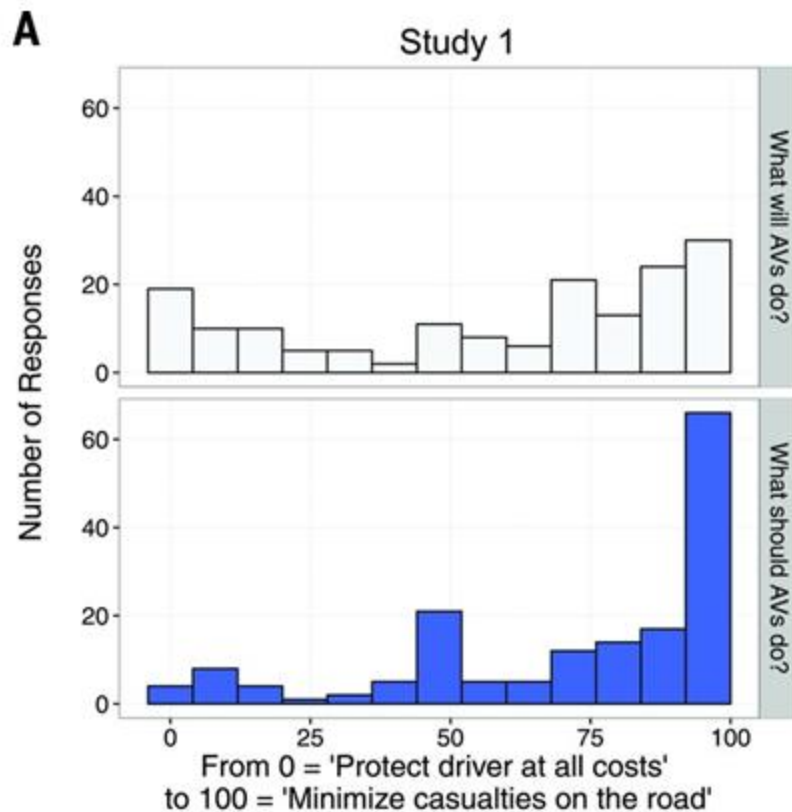 A
Study 1
Number of Responses
60
40
20
0
What will AVs do?
60
40
20
0
What should AVs do?
0 25 50 75 100
From 0 = 'Protect driver at all costs'
to 100 = 'Minimize casualties on the road'